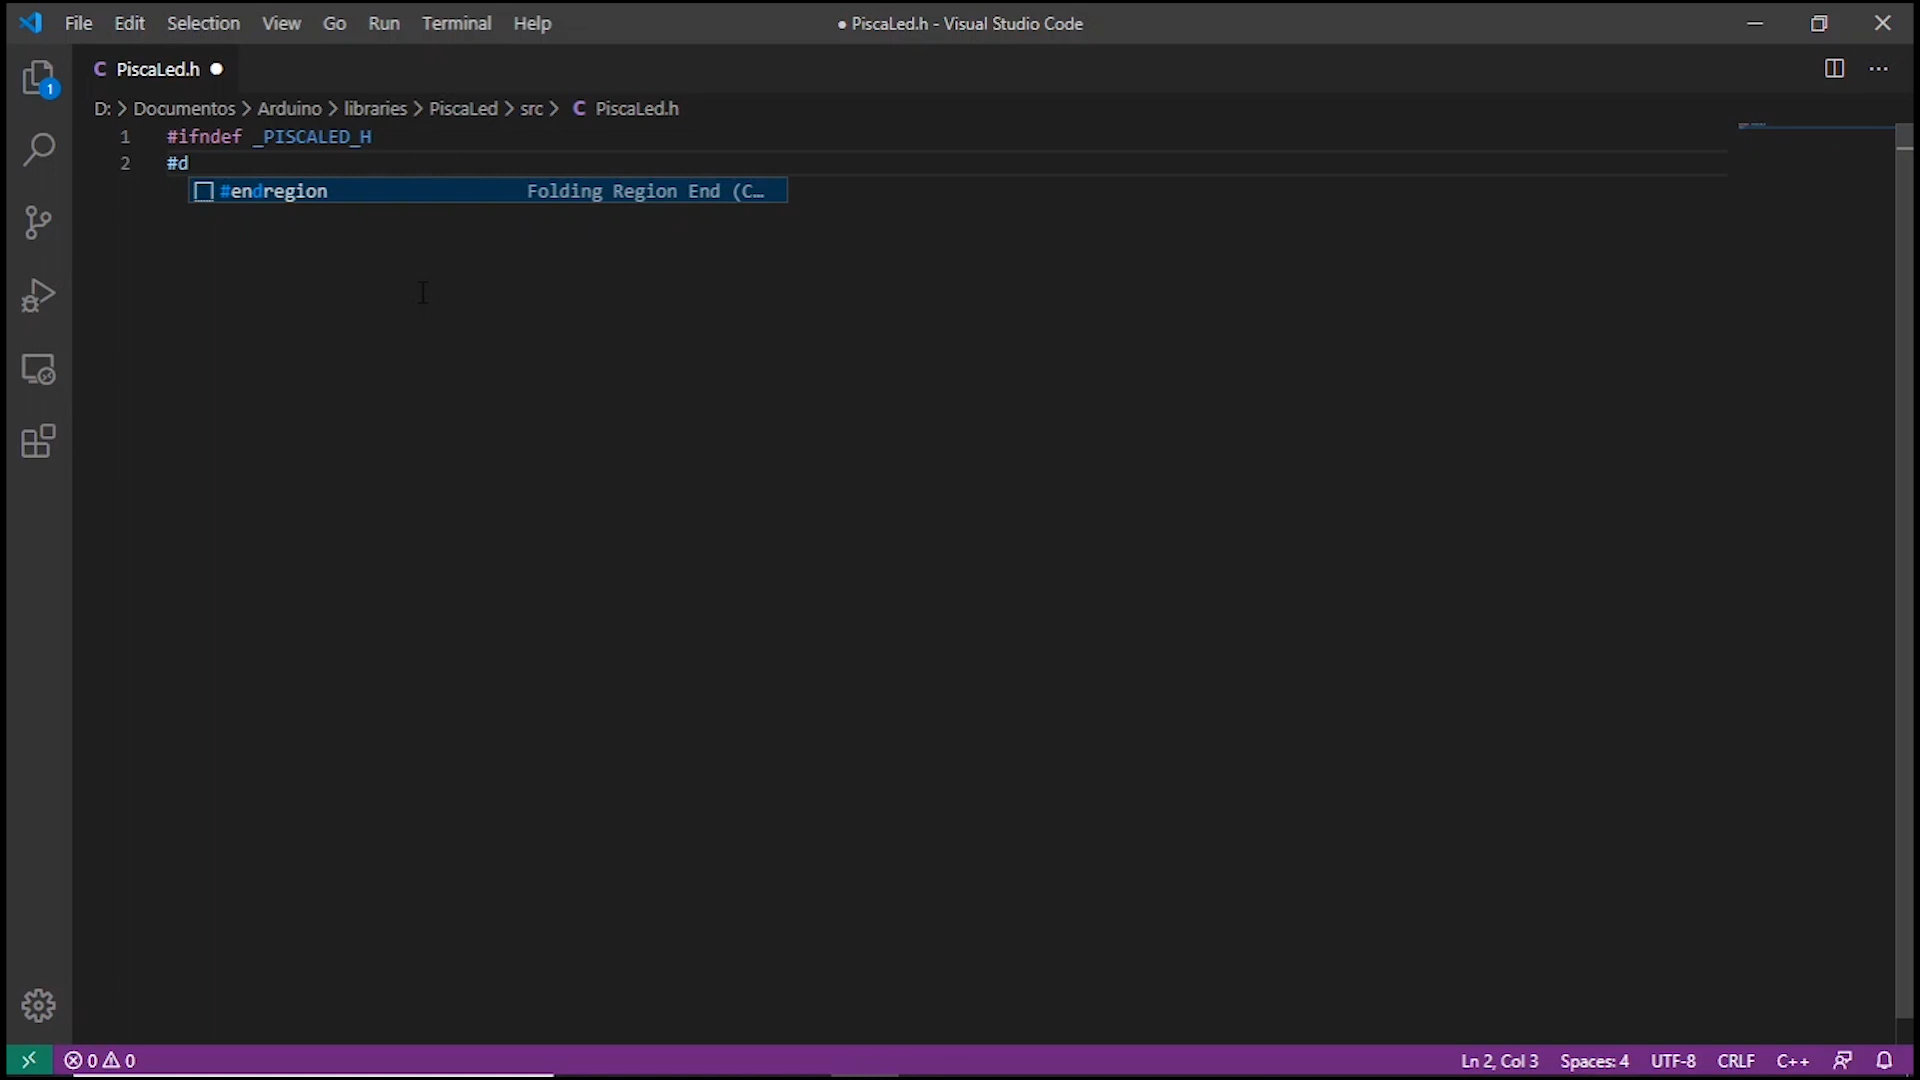 File Edit Selection View Go Run Terminal Help
● PiscaLed.h - Visual Studio Code
1
C PiscaLed.h ●
D: > Documentos > Arduino > libraries > PiscaLed > src > C PiscaLed.h
1 #ifndef _PISCALED_H
2 #d
#endregion Folding Region End (C…
0 0 Ln 2, Col 3 Spaces: 4 UTF-8 CRLF C++